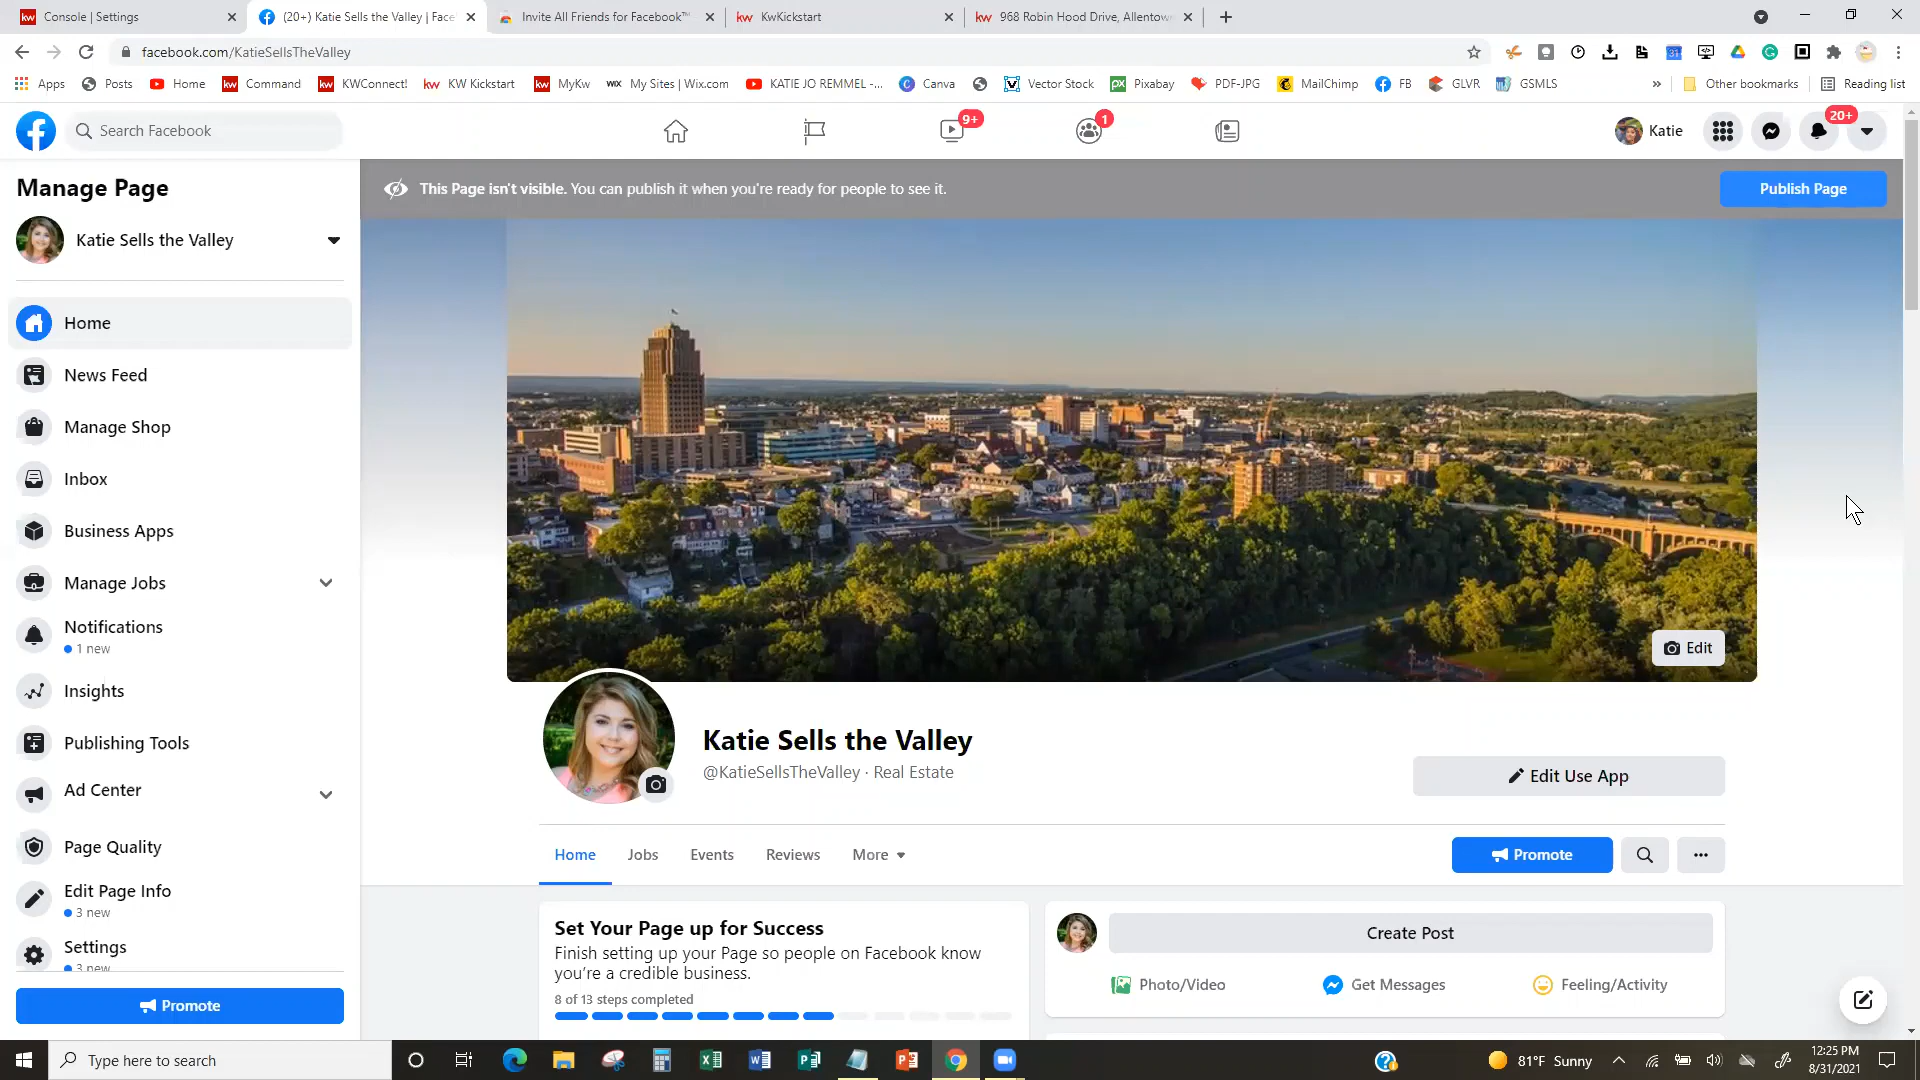 Console | Settings
(20+) Katie Sells the Valley | Face
Invite All Friends for Facebook™
KwKickstart
968 Robin Hood Drive, Allentow
facebook.com/KatieSellsTheValley
Apps
Posts
Home
Command
KWConnect!
KW Kickstart
MyKw
My Sites | Wix.com
KATIE JO REMMEL -...
Canva
Vector Stock
Pixabay
PDF-JPG
MailChimp
FB
GLVR
GSMLS
»
Other bookmarks
Reading list
Search Facebook
9+
1
Katie
20+
Manage Page
Katie Sells the Valley
Home
News Feed
Manage Shop
Inbox
Business Apps
Manage Jobs
Notifications
1 new
Insights
Publishing Tools
Ad Center
Page Quality
Edit Page Info
3 new
Settings
3 new
Promote
This Page isn't visible. You can publish it when you're ready for people to see it.
Publish Page
Edit
Katie Sells the Valley
@KatieSellsTheValley · Real Estate
Edit Use App
Home
Jobs
Events
Reviews
More
Promote
Set Your Page up for Success
Finish setting up your Page so people on Facebook know
you're a credible business.
8 of 13 steps completed
Create Post
Photo/Video
Get Messages
Feeling/Activity
Type here to search
81°F Sunny
12:25 PM
8/31/2021